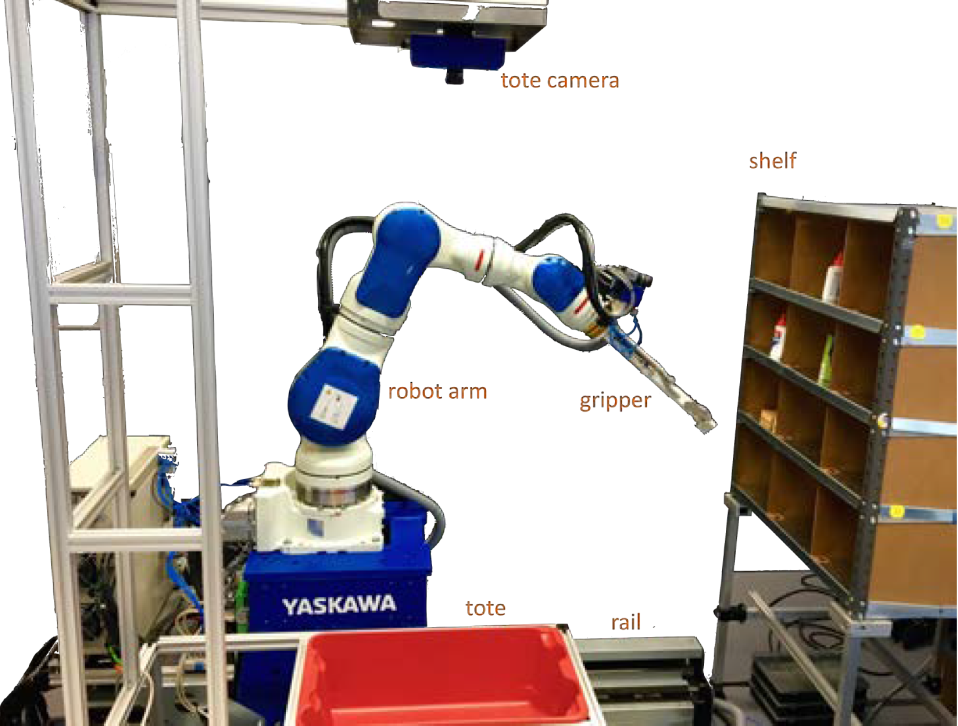 tote camera
shelf
robot arm
gripper
YASKAWA
tote
rail